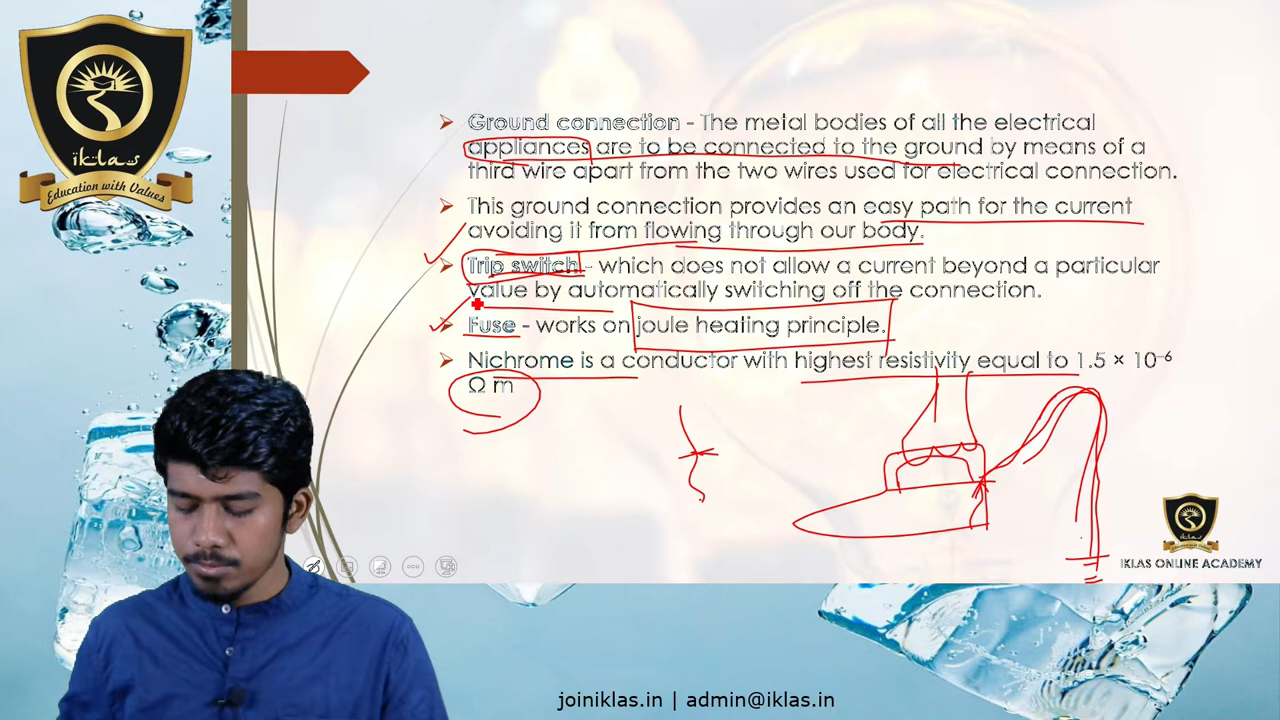 iklas
Education with Values
Ground connection - The metal bodies of all the electrical
appliances are to be connected to the ground by means of a
third wire apart from the two wires used for electrical connection.
This ground connection provides an easy path for the current
avoiding it from flowing through our body.
Trip switch - which does not allow a current beyond a particular
value by automatically switching off the connection.
Fuse - works on joule healing principle.
Nichrome is a conductor with highest resistivity equal to 1.5 × 10⁻⁶
Ω m
IKLAS ONLINE ACADEMY
joiniklas.in | admin@iklas.in